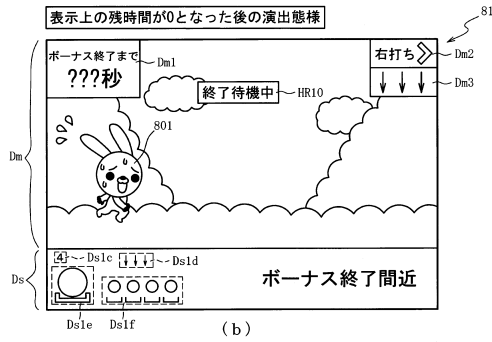 表示上の残時間が0となった後の演出態様
81
ボーナス終了まで
???秒
Dm1
右打ち
Dm2
終了待機中
HR10
↓ ↓ ↓
Dm3
801
Dm
4
Ds1c
↓ ↓ ↓
Ds1d
Ds
ボーナス終了間近
Ds1e
Ds1f
(b)